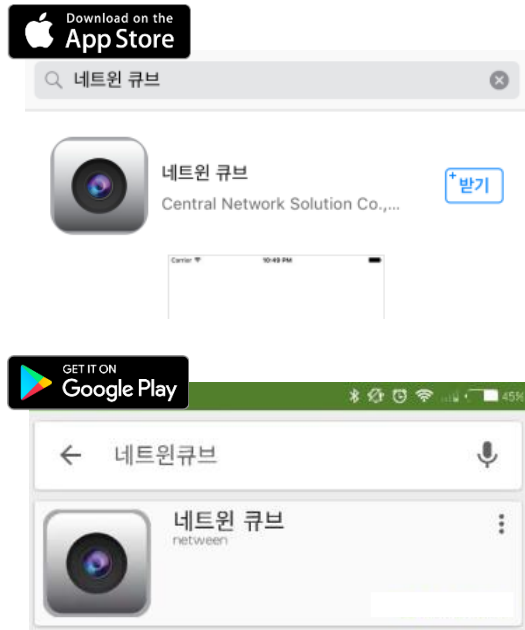 Download on the
App Store
네트윈 큐브
네트윈 큐브
Central Network Solution Co.,...
+받기
Carrier
10:49 PM
GET IT ON
Google Play
45%
네트윈큐브
네트윈 큐브
netween